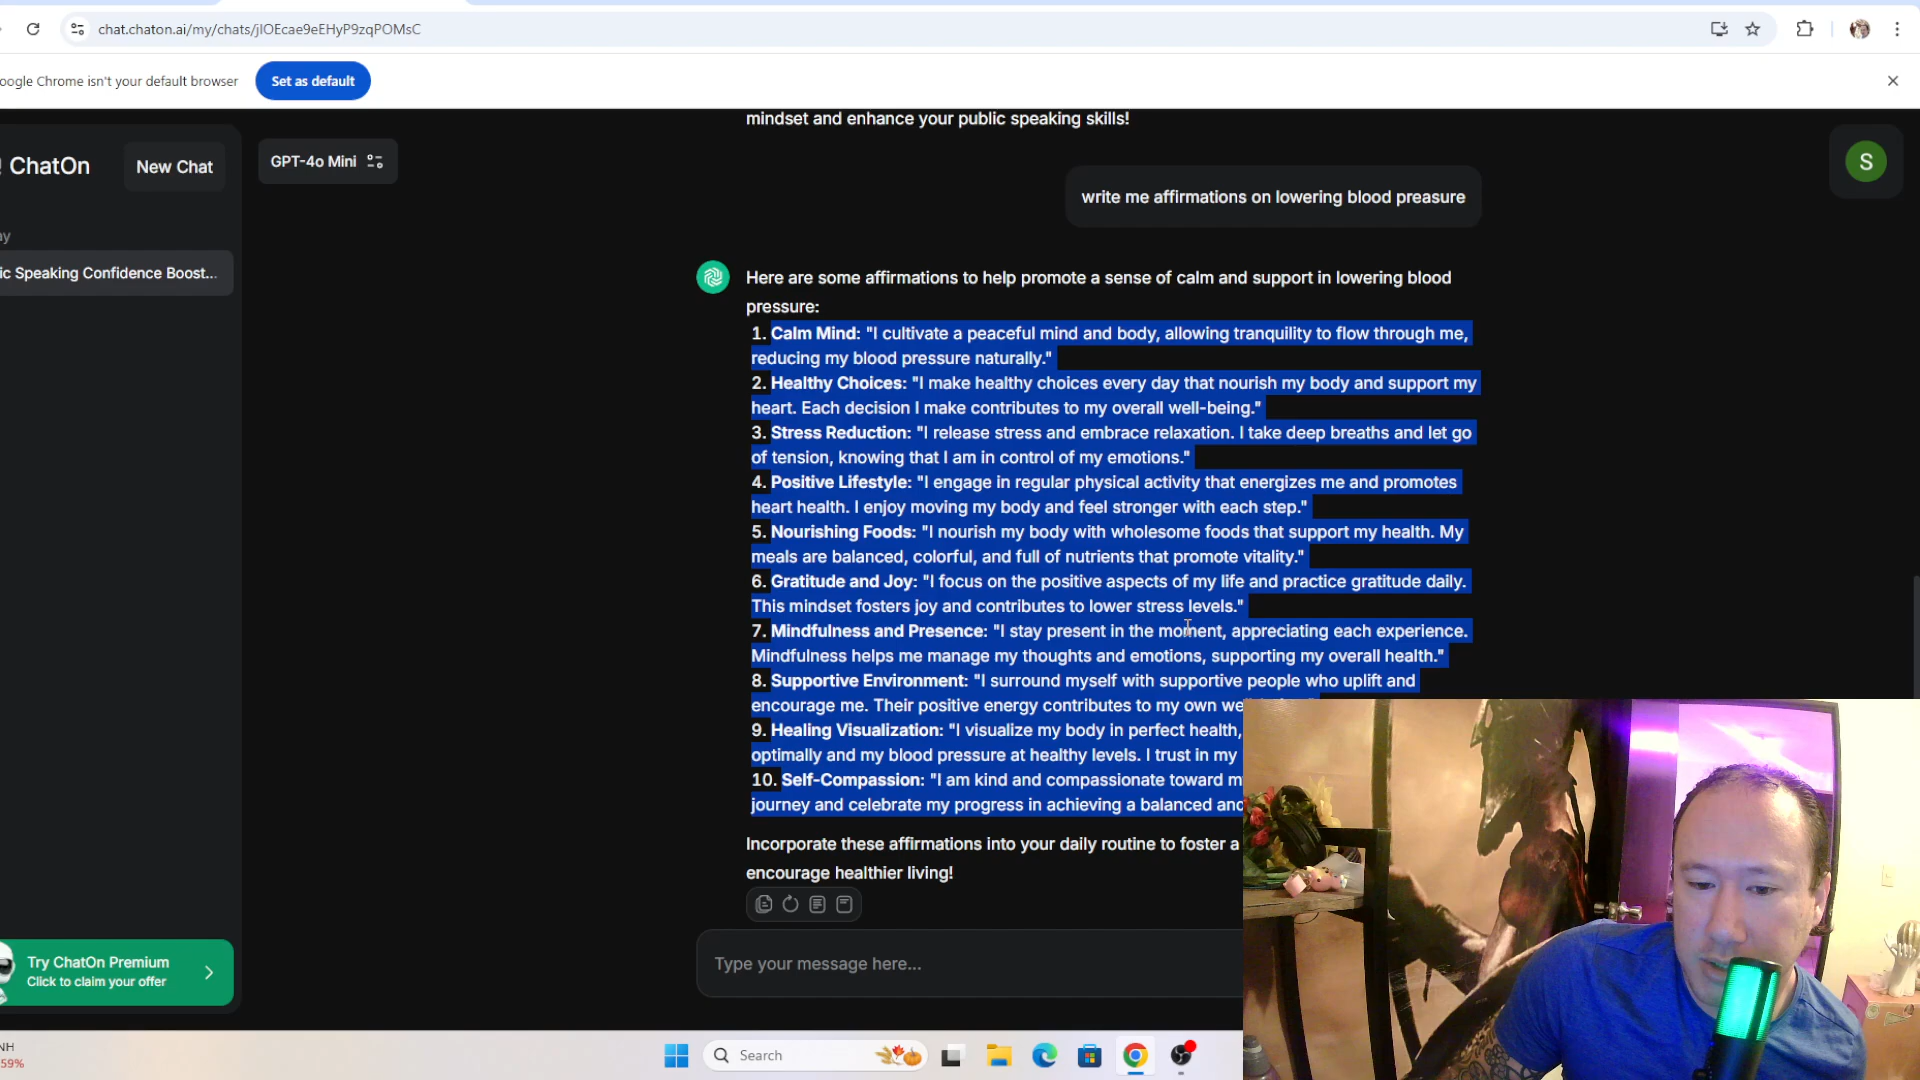 chat.chaton.ai/my/chats/jIOEcae9eEHyP9zqPOMsC
oogle Chrome isn't your default browser
Set as default
ChatOn
New Chat
GPT-4o Mini
S
ay
ic Speaking Confidence Boost...
mindset and enhance your public speaking skills!
write me affirmations on lowering blood preasure
Here are some affirmations to help promote a sense of calm and support in lowering blood
pressure:
1. Calm Mind: "I cultivate a peaceful mind and body, allowing tranquility to flow through me,
reducing my blood pressure naturally."
2. Healthy Choices: "I make healthy choices every day that nourish my body and support my
heart. Each decision I make contributes to my overall well-being."
3. Stress Reduction: "I release stress and embrace relaxation. I take deep breaths and let go
of tension, knowing that I am in control of my emotions."
4. Positive Lifestyle: "I engage in regular physical activity that energizes me and promotes
heart health. I enjoy moving my body and feel stronger with each step."
5. Nourishing Foods: "I nourish my body with wholesome foods that support my health. My
meals are balanced, colorful, and full of nutrients that promote vitality."
6. Gratitude and Joy: "I focus on the positive aspects of my life and practice gratitude daily.
This mindset fosters joy and contributes to lower stress levels."
7. Mindfulness and Presence: "I stay present in the moment, appreciating each experience.
Mindfulness helps me manage my thoughts and emotions, supporting my overall health."
8. Supportive Environment: "I surround myself with supportive people who uplift and
encourage me. Their positive energy contributes to my own
9. Healing Visualization: "I visualize my body in perfect health,
optimally and my blood pressure at healthy levels. I trust in my
10. Self-Compassion: "I am kind and compassionate toward
journey and celebrate my progress in achieving a balanced and
Incorporate these affirmations into your daily routine to foster a
encourage healthier living!
Try ChatOn Premium
Click to claim your offer
Type your message here...
NH
.59%
Search